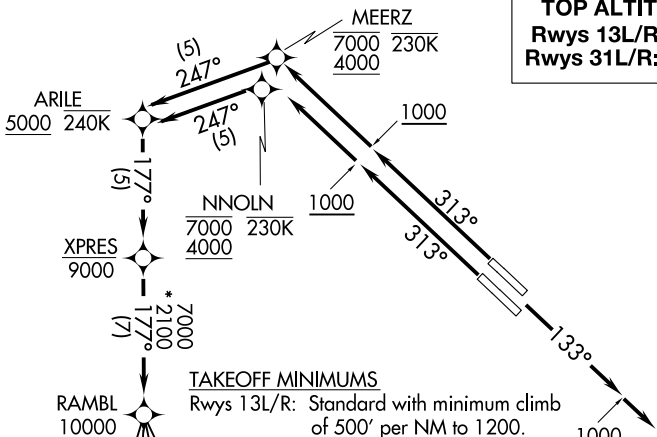 TOP ALTIT
Rwys 13L/R
Rwys 31L/R:
MEERZ
7000 230K
4000
(5)
247°
ARILE
5000 240K
247°
(5)
1000
177°
(5)
NNOLN
7000 230K
4000
1000
313°
313°
XPRES
9000
7000
*2100
177°
(7)
133°
TAKEOFF MINIMUMS
Rwys 13L/R: Standard with minimum climb
of 500' per NM to 1200.
RAMBL
10000
1000